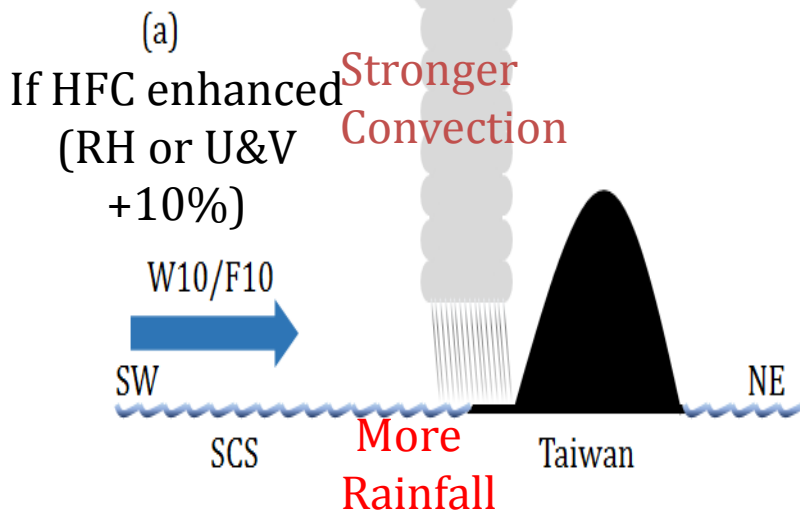 (a)
If HFC enhanced
(RH or U&V
+10%)
Stronger
Convection
W10/F10
SW
NE
SCS
More
Rainfall
Taiwan